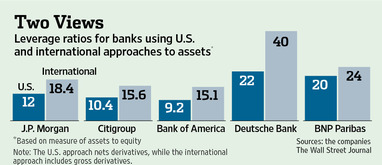 Two Views
Leverage ratios for banks using U.S.
and international approaches to assets*
International
U.S.
12
18.4
10.4
15.6
9.2
15.1
22
40
20
24
J.P. Morgan
Citigroup
Bank of America
Deutsche Bank
BNP Paribas
*Based on measure of assets to equity
Note: The U.S. approach nets derivatives, while the international
approach includes gross derivatives.
Sources: the companies
The Wall Street Journal